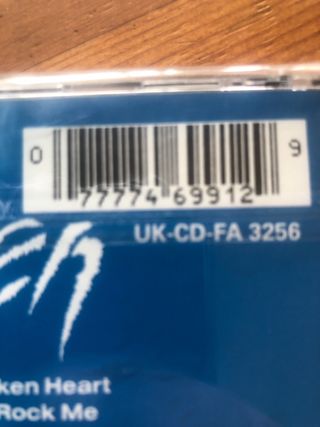 0 77774 69912 9
UK-CD-FA 3256
ken Heart
Rock Me